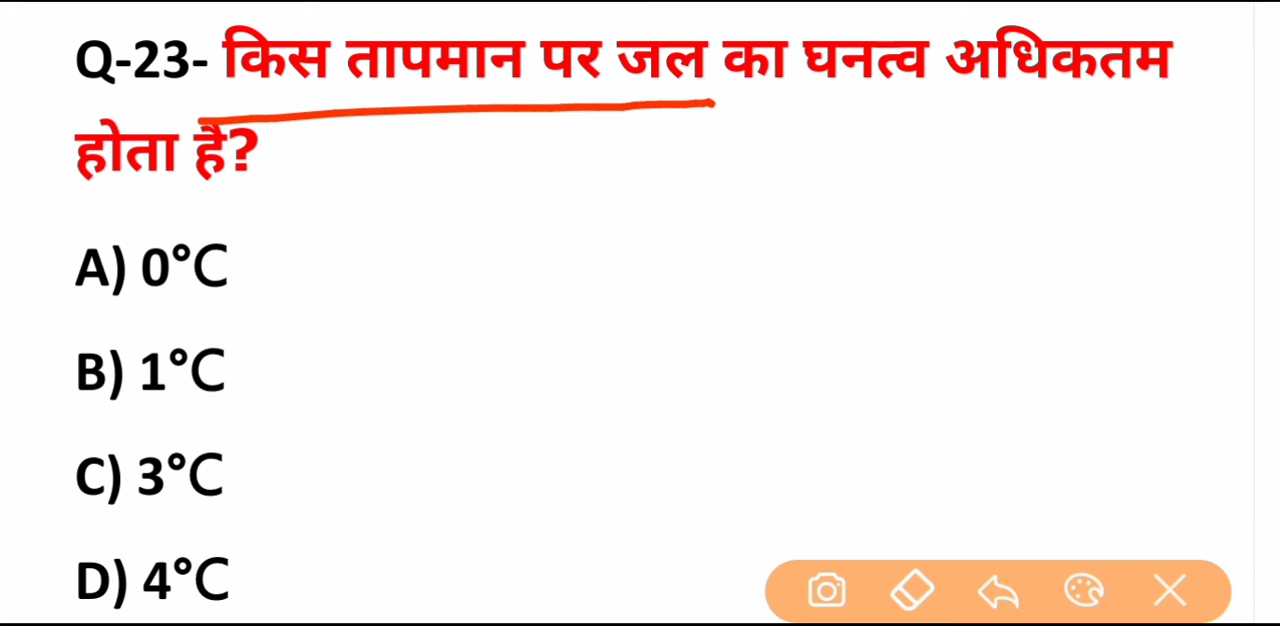 Q-23- किस तापमान पर जल का घनत्व अधिकतम
होता है?
A) 0°C
B) 1°C
C) 3°C
D) 4°C